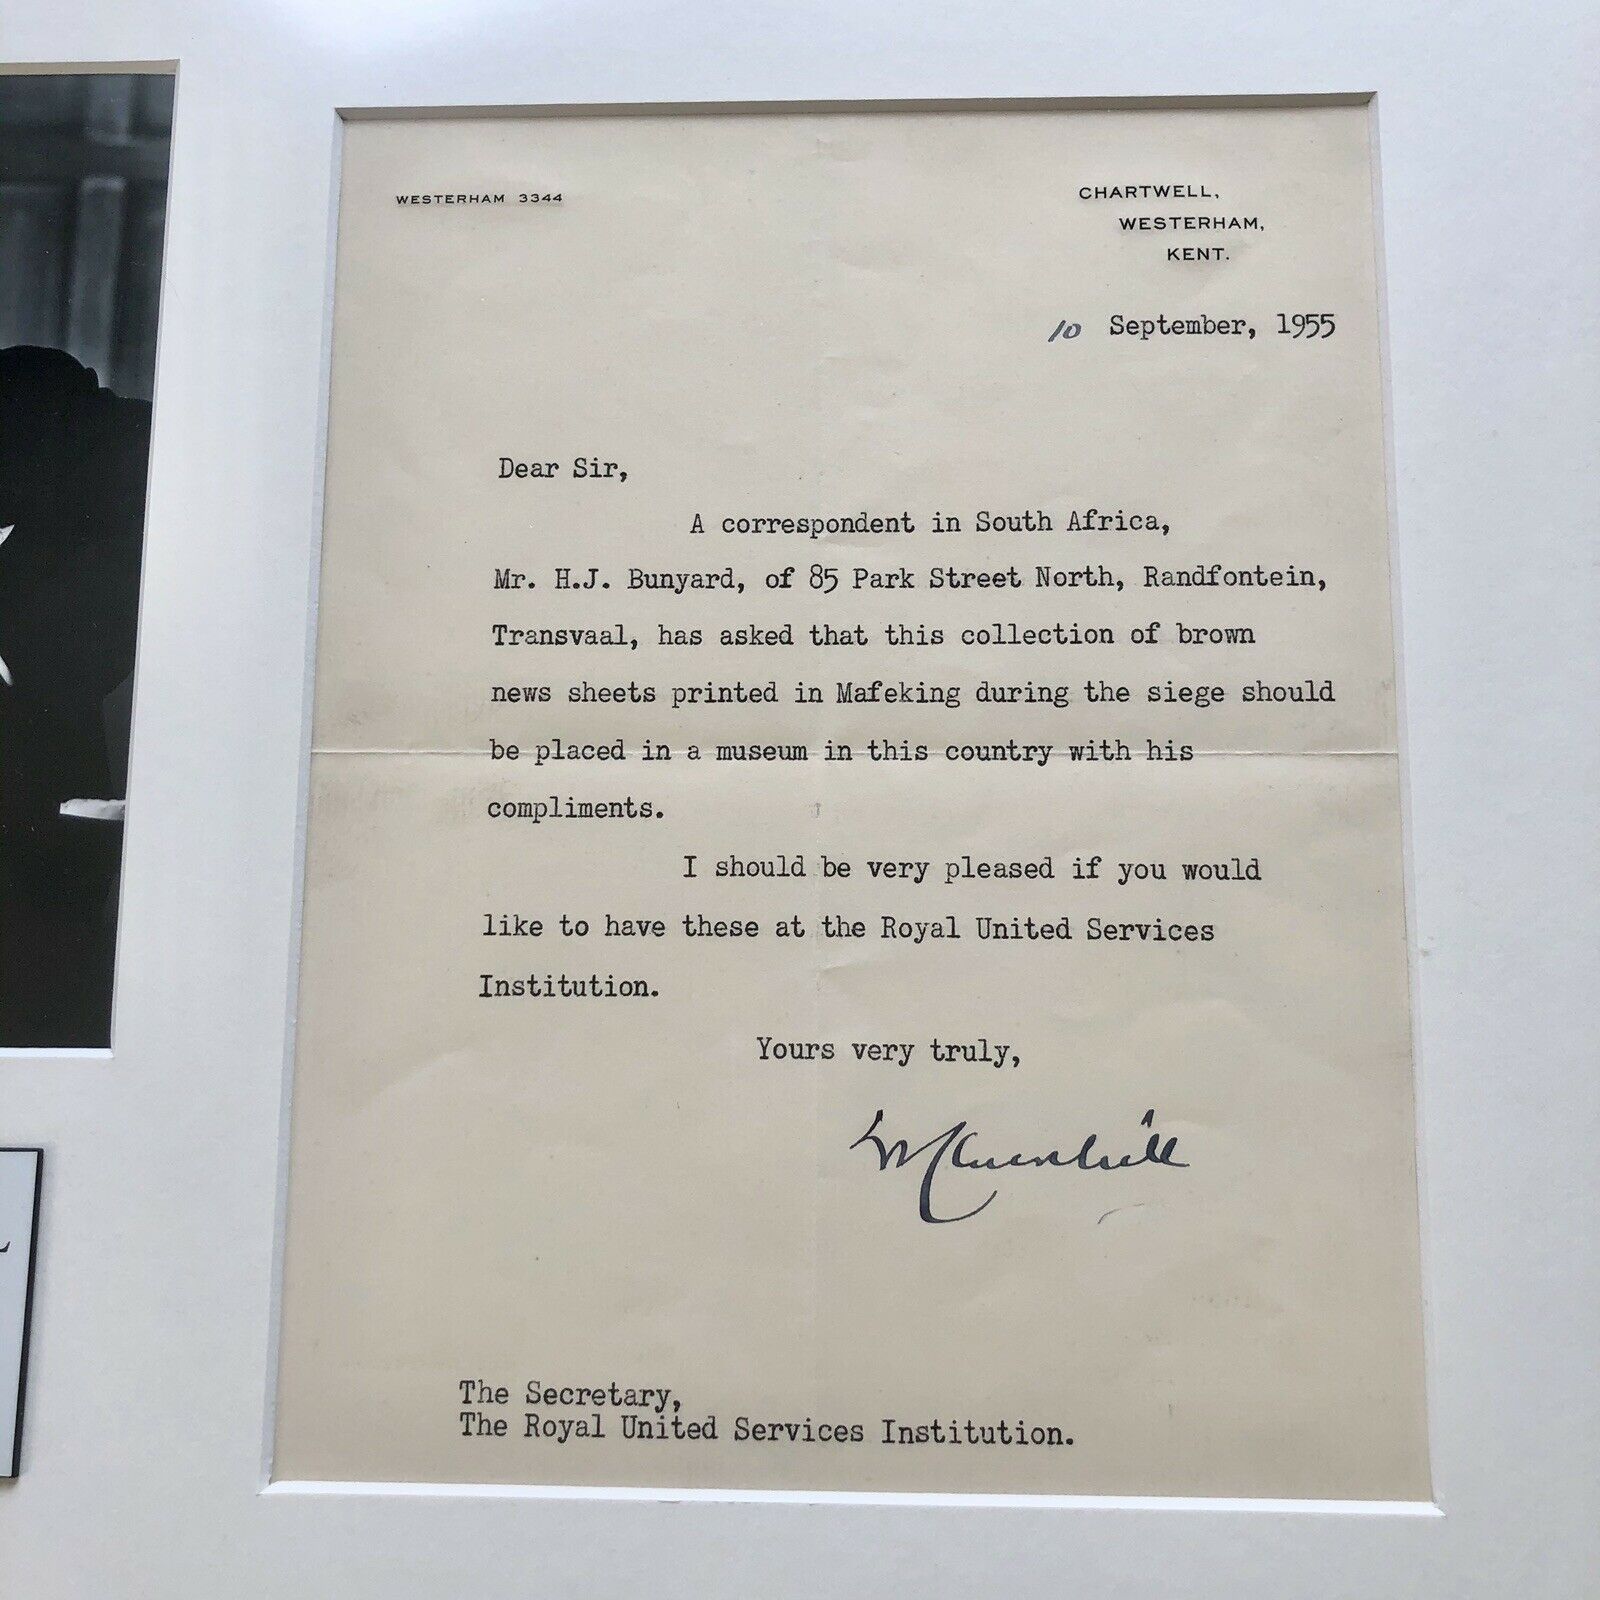 WESTERHAM 3344
CHARTWELL,
WESTERHAM,
KENT.
10 September, 1955
Dear Sir,
A correspondent in South Africa,
Mr. H.J. Bunyard, of 85 Park Street North, Randfontein,
Transvaal, has asked that this collection of brown
news sheets printed in Mafeking during the siege should
be placed in a museum in this country with his
compliments.
I should be very pleased if you would
like to have these at the Royal United Services
Institution.
Yours very truly,
W Churchill
The Secretary,
The Royal United Services Institution.